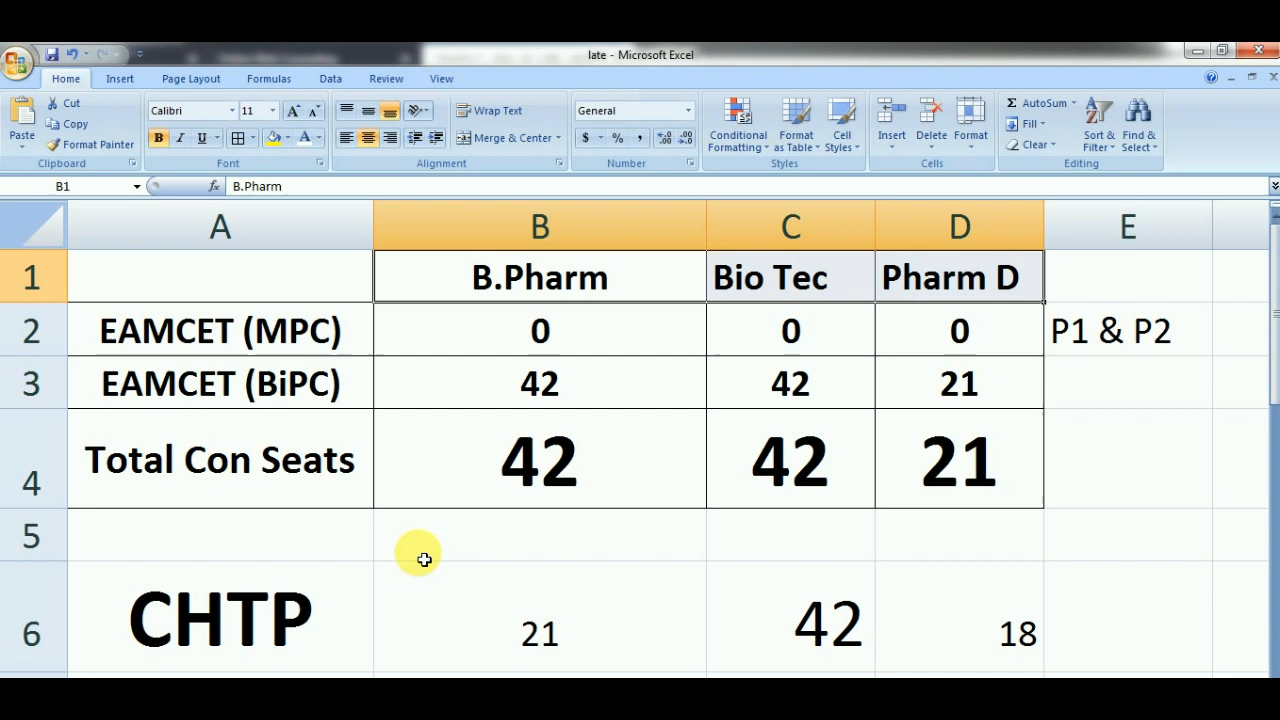 late - Microsoft Excel
Home Insert Page Layout Formulas Data Review View
Paste Cut Copy Format Painter Clipboard
Calibri 11 A A B I U A Font
Wrap Text Merge & Center Alignment
General $ % , .0 .00 .00 .0 Number
Conditional Formatting Format as Table Cell Styles Styles
Insert Delete Format Cells
Σ AutoSum Fill Clear Sort & Filter Find & Select Editing
B1 fx B.Pharm
A B C D E
1 B.Pharm Bio Tec Pharm D
2 EAMCET (MPC) 0 0 0 P1 & P2
3 EAMCET (BiPC) 42 42 21
4 Total Con Seats 42 42 21
5
6 CHTP 21 42 18